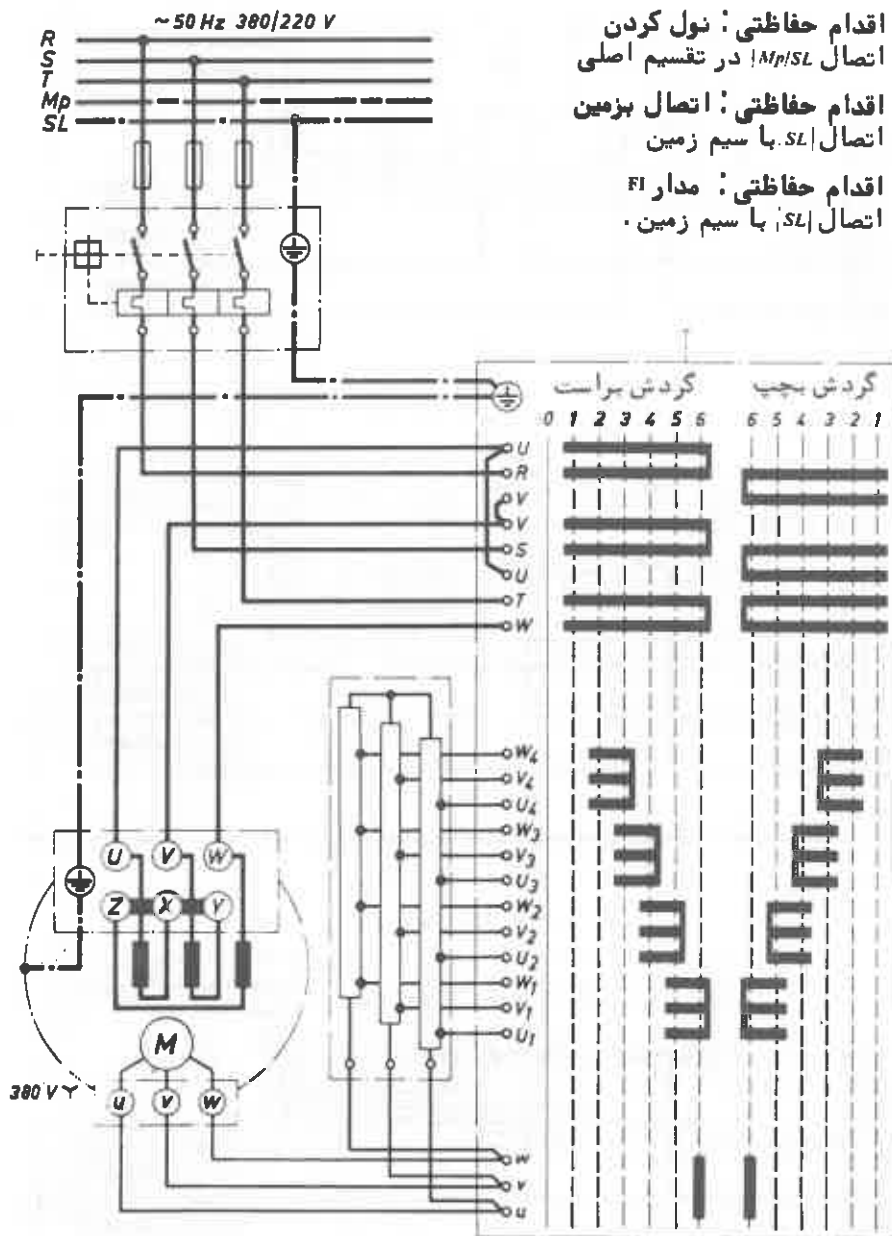 ~50 Hz 380/220 V
R
S
T
Mp
SL
اقدام حفاظتی: نول کردن
اتصال |Mp/SL| در تقسیم اصلی
اقدام حفاظتی: اتصال بزمین
اتصال |SL با سیم زمین
اقدام حفاظتی: مدار FI
اتصال |SL| با سیم زمین.
گردش براست
گردش بچپ
0 1 2 3 4 5 6
6 5 4 3 2 1
U
R
V
V
S
U
T
W
W4
V4
U4
W3
V3
U3
W2
V2
U2
W1
V1
U1
U V W
Z X Y
M
380 V Y
u v w
w
v
u